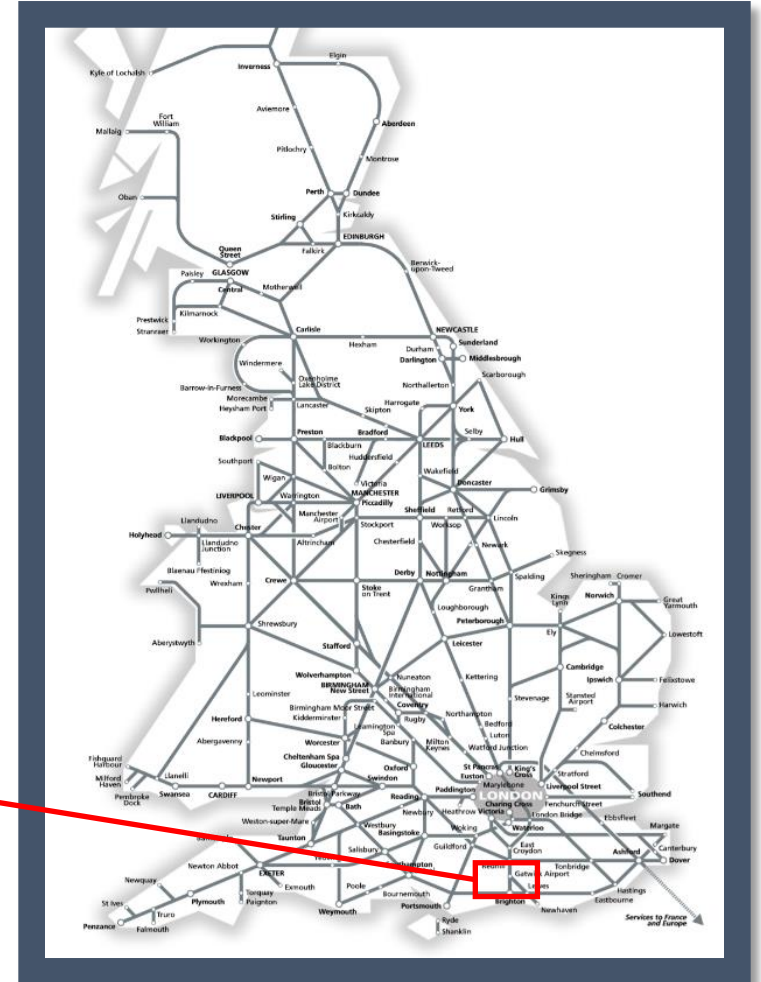 Elgin
Inverness
Kyle of Lochalsh
Aviemore
Fort
William
Aberdeen
Mallaig
Pitlochry
Montrose
Perth
Dundee
Oban
Kirkcaldy
Stirling
EDINBURGH
Queen
Street
Falkirk
Berwick-
upon-Tweed
Paisley
GLASGOW
Central
Motherwell
Prestwick
Kilmarnock
Stranraer
Carlisle
NEWCASTLE
Workington
Hexham
Sunderland
Durham
Darlington
Middlesbrough
Windermere
Scarborough
Oxenholme
Lake District
Northallerton
Barrow-in-Furness
Morecambe
Heysham Port
Lancaster
Harrogate
York
Skipton
Blackpool
Preston
Bradford
Selby
Hull
Blackburn
LEEDS
Huddersfield
Southport
Bolton
Wakefield
Wigan
Victoria
Doncaster
MANCHESTER
Piccadilly
Grimsby
LIVERPOOL
Warrington
Manchester
Airport
Sheffield
Retford
Llandudno
Stockport
Worksop
Lincoln
Chester
Holyhead
Llandudno
Junction
Altrincham
Chesterfield
Newark
Skegness
Blaenau Ffestiniog
Derby
Nottingham
Spalding
Sheringham
Cromer
Pwllheli
Wrexham
Crewe
Stoke
on Trent
Grantham
Kings
Lynn
Norwich
Great
Yarmouth
Loughborough
Peterborough
Aberystwyth
Shrewsbury
Ely
Lowestoft
Stafford
Leicester
Wolverhampton
Nuneaton
Cambridge
BIRMINGHAM
New Street
Birmingham
International
Kettering
Ipswich
Felixstowe
Leominster
Coventry
Stevenage
Stansted
Airport
Birmingham Moor Street
Kidderminster
Rugby
Northampton
Harwich
Hereford
Leamington
Spa
Bedford
Colchester
Abergavenny
Worcester
Banbury
Milton
Keynes
Luton
Watford Junction
Chelmsford
Fishguard
Harbour
Cheltenham Spa
Gloucester
Oxford
St Pancras
Euston
King's
Cross
Stratford
Milford
Haven
Llanelli
Newport
Swindon
Marylebone
Liverpool Street
Pembroke
Dock
Swansea
CARDIFF
Bristol Parkway
Reading
Paddington
LONDON
Southend
Bristol
Temple Meads
Bath
Newbury
Heathrow
Victoria
Charing Cross
Fenchurch Street
London Bridge
Ebbsfleet
Weston-super-Mare
Westbury
Basingstoke
Woking
Waterloo
Margate
Taunton
Salisbury
Guildford
East
Croydon
Canterbury
Ashford
Dover
Newton Abbot
Tonbridge
Gatwick Airport
Newquay
EXETER
Exmouth
Poole
Lewes
Hastings
St Ives
Plymouth
Torquay
Paignton
Bournemouth
Eastbourne
Truro
Weymouth
Portsmouth
Brighton
Newhaven
Penzance
Falmouth
Ryde
Shanklin
Services to France
and Europe